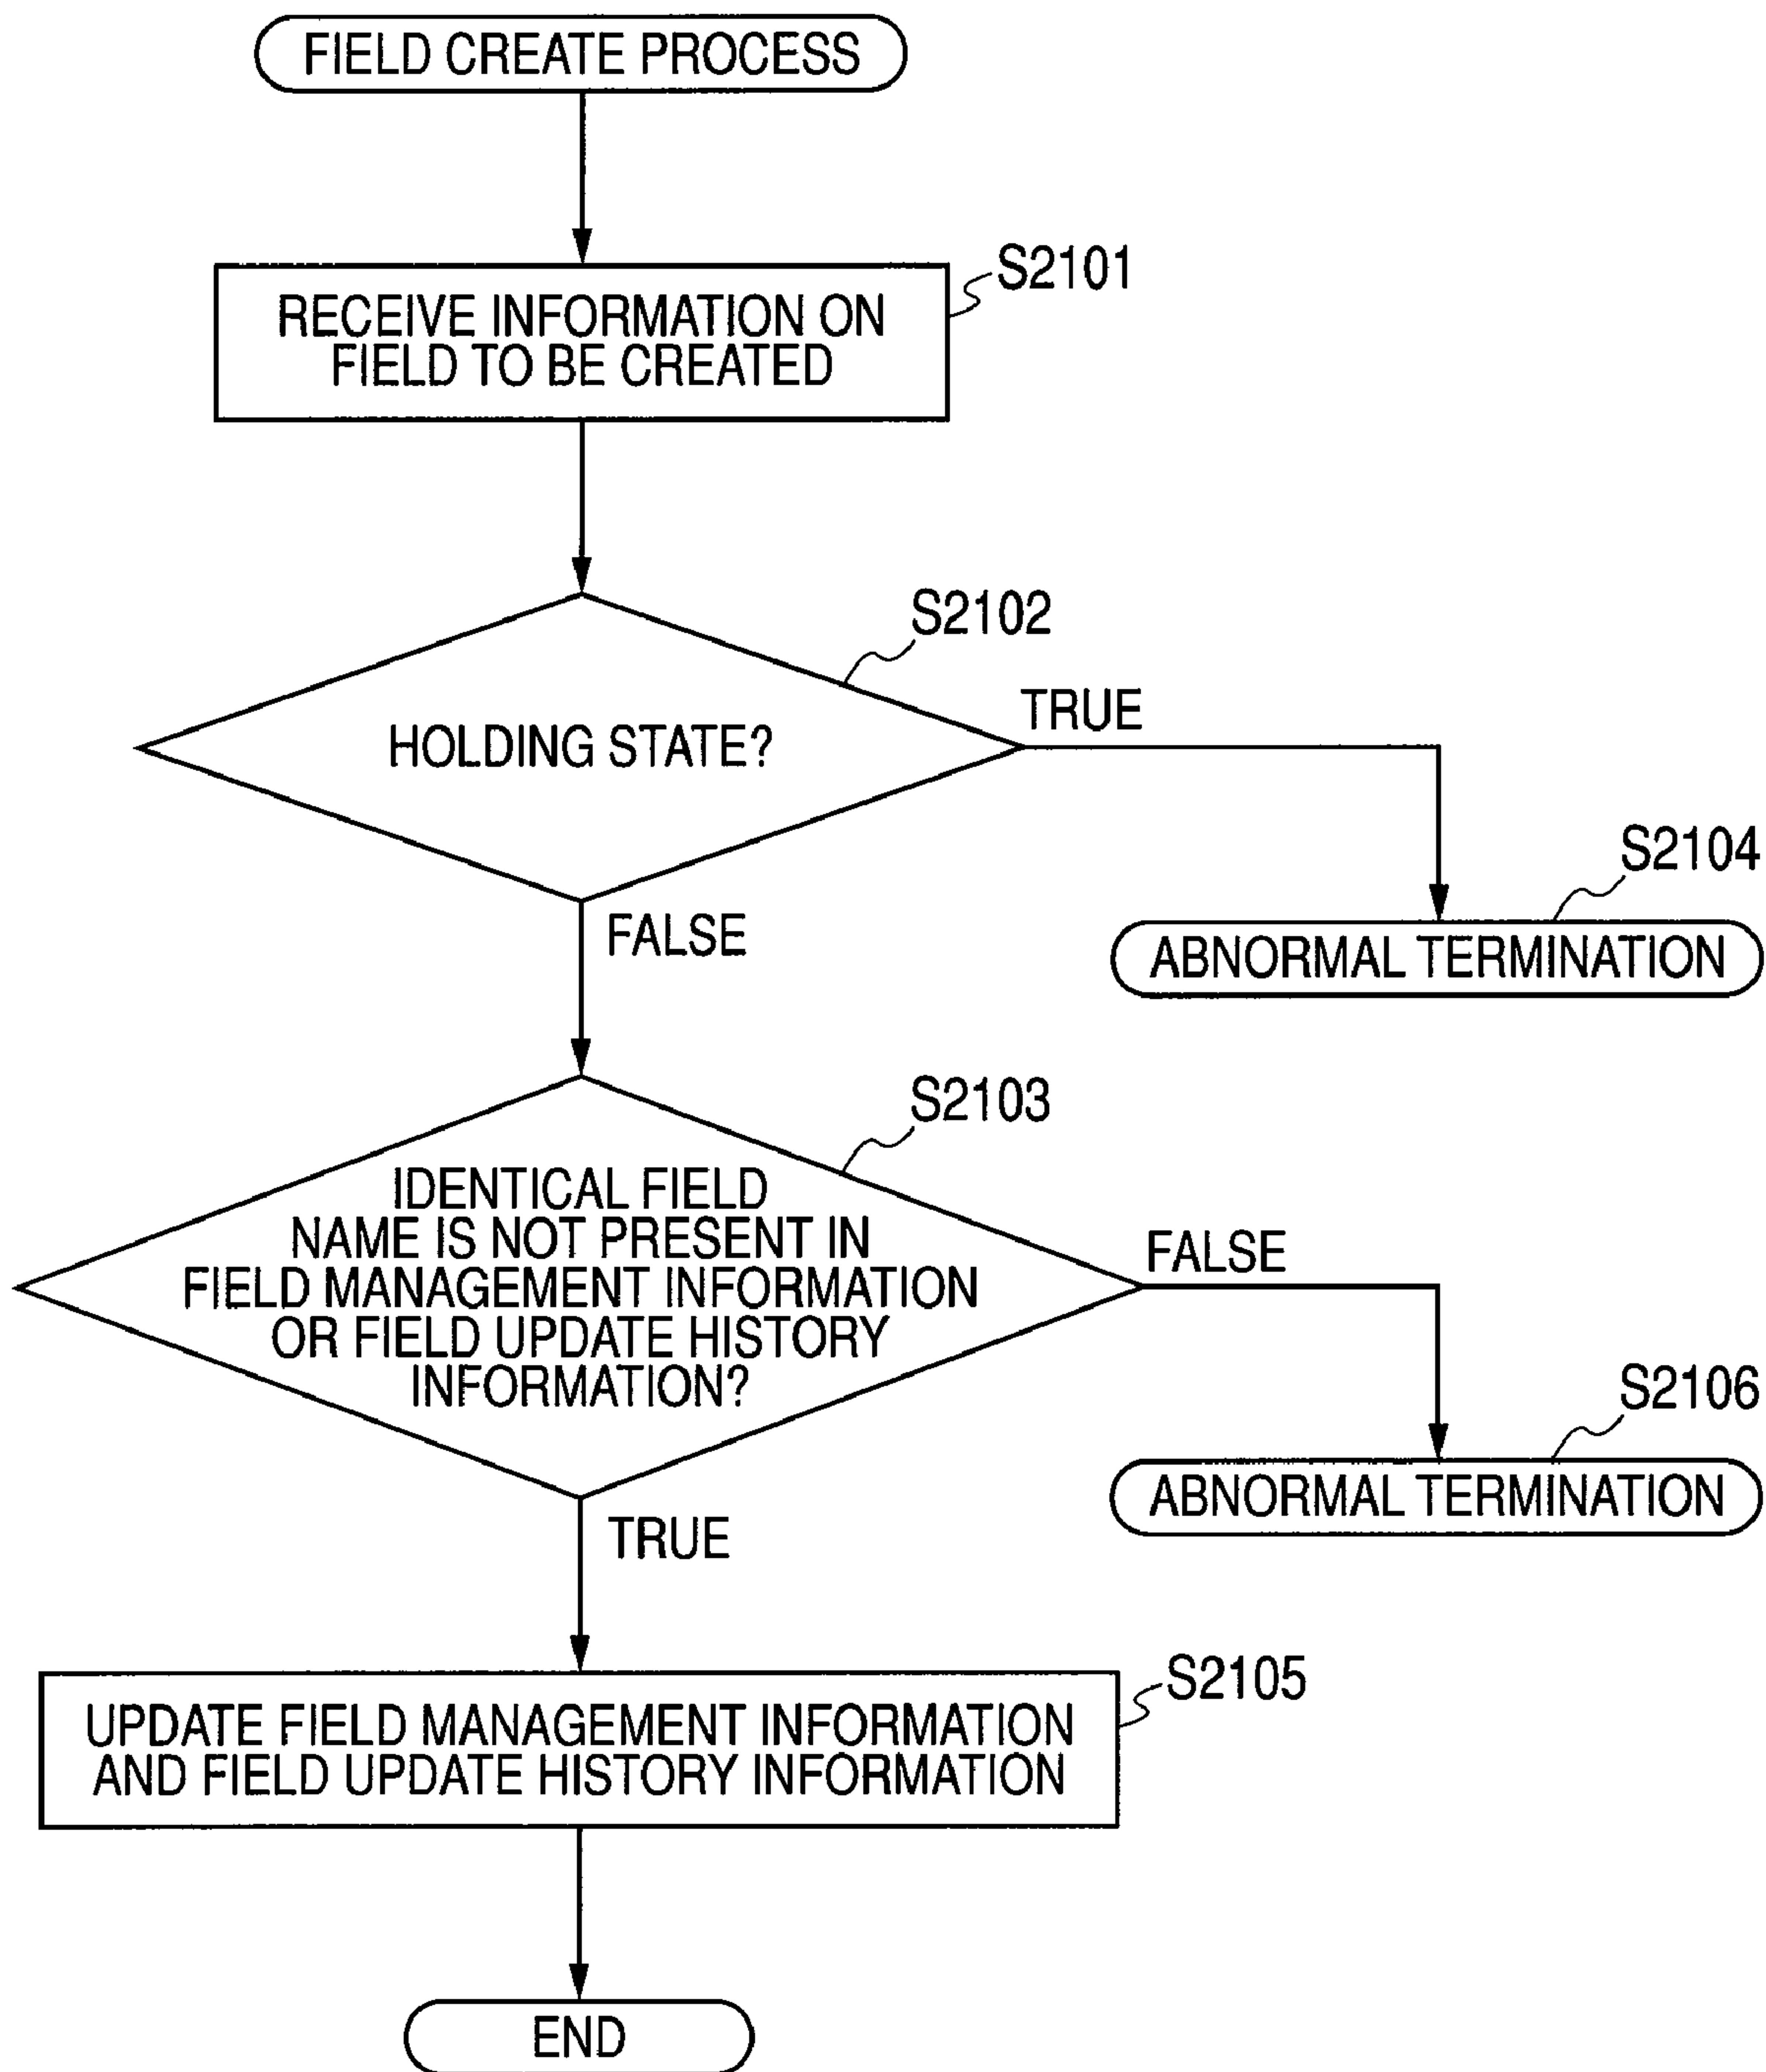 FIELD CREATE PROCESS
S2101
RECEIVE INFORMATION ON
FIELD TO BE CREATED
S2102
HOLDING STATE?
TRUE
S2104
ABNORMAL TERMINATION
FALSE
S2103
IDENTICAL FIELD
NAME IS NOT PRESENT IN
FIELD MANAGEMENT INFORMATION
OR FIELD UPDATE HISTORY
INFORMATION?
FALSE
S2106
ABNORMAL TERMINATION
TRUE
S2105
UPDATE FIELD MANAGEMENT INFORMATION
AND FIELD UPDATE HISTORY INFORMATION
END